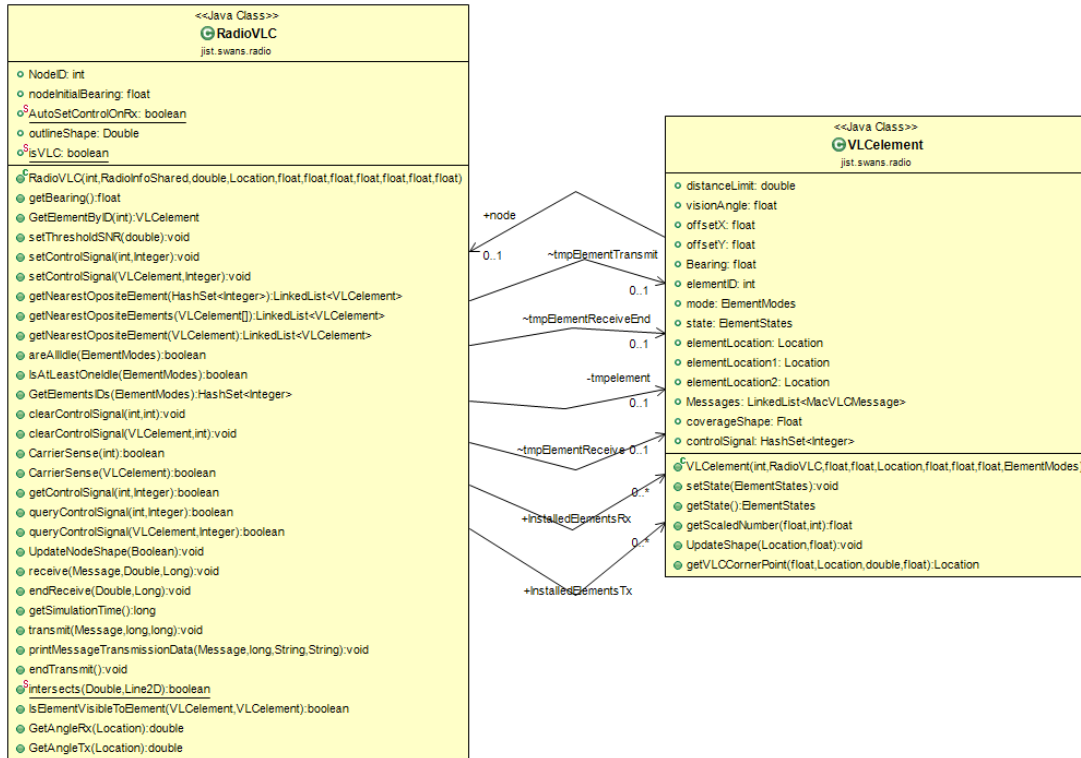 <<Java Class>>
RadioVLC
jist.swans.radio
NodeID: int
nodeInitialBearing: float
S AutoSetControlOnRx: boolean
outlineShape: Double
S isVLC: boolean
C RadioVLC(int,RadioInfoShared,double,Location,float,float,float,float,float,float,float)
getBearing():float
GetElementByID(int):VLCelement
setThresholdSNR(double):void
setControlSignal(int,Integer):void
setControlSignal(VLCelement,Integer):void
getNearestOpositeElement(HashSet<Integer>):LinkedList<VLCelement>
getNearestOpositeElements(VLCelement[]):LinkedList<VLCelement>
getNearestOpositeElement(VLCelement):LinkedList<VLCelement>
areAllIdle(ElementModes):boolean
IsAtLeastOneIdle(ElementModes):boolean
GetElementsIDs(ElementModes):HashSet<Integer>
clearControlSignal(int,int):void
clearControlSignal(VLCelement,int):void
CarrierSense(int):boolean
CarrierSense(VLCelement):boolean
getControlSignal(int,Integer):boolean
queryControlSignal(int,Integer):boolean
queryControlSignal(VLCelement,Integer):boolean
UpdateNodeShape(Boolean):void
receive(Message,Double,Long):void
endReceive(Double,Long):void
getSimulationTime():long
transmit(Message,long,long):void
printMessageTransmissionData(Message,long,String,String):void
endTransmit():void
S intersects(Double,Line2D):boolean
IsElementVisibleToElement(VLCelement,VLCelement):boolean
GetAngleRx(Location):double
GetAngleTx(Location):double
+node
0..1
~tmpElementTransmit
0..1
~tmpElementReceiveEnd
0..1
-tmpelement
0..1
~tmpElementReceive 0..1
0..*
+InstalledElementsRx
0..*
+InstalledElementsTx
<<Java Class>>
VLCelement
jist.swans.radio
distanceLimit: double
visionAngle: float
offsetX: float
offsetY: float
Bearing: float
elementID: int
mode: ElementModes
state: ElementStates
elementLocation: Location
elementLocation1: Location
elementLocation2: Location
Messages: LinkedList<MacVLCMessage>
coverageShape: Float
controlSignal: HashSet<Integer>
C VLCelement(int,RadioVLC,float,float,Location,float,float,float,ElementModes)
setState(ElementStates):void
getState():ElementStates
getScaledNumber(float,int):float
UpdateShape(Location,float):void
getVLCCornerPoint(float,Location,double,float):Location